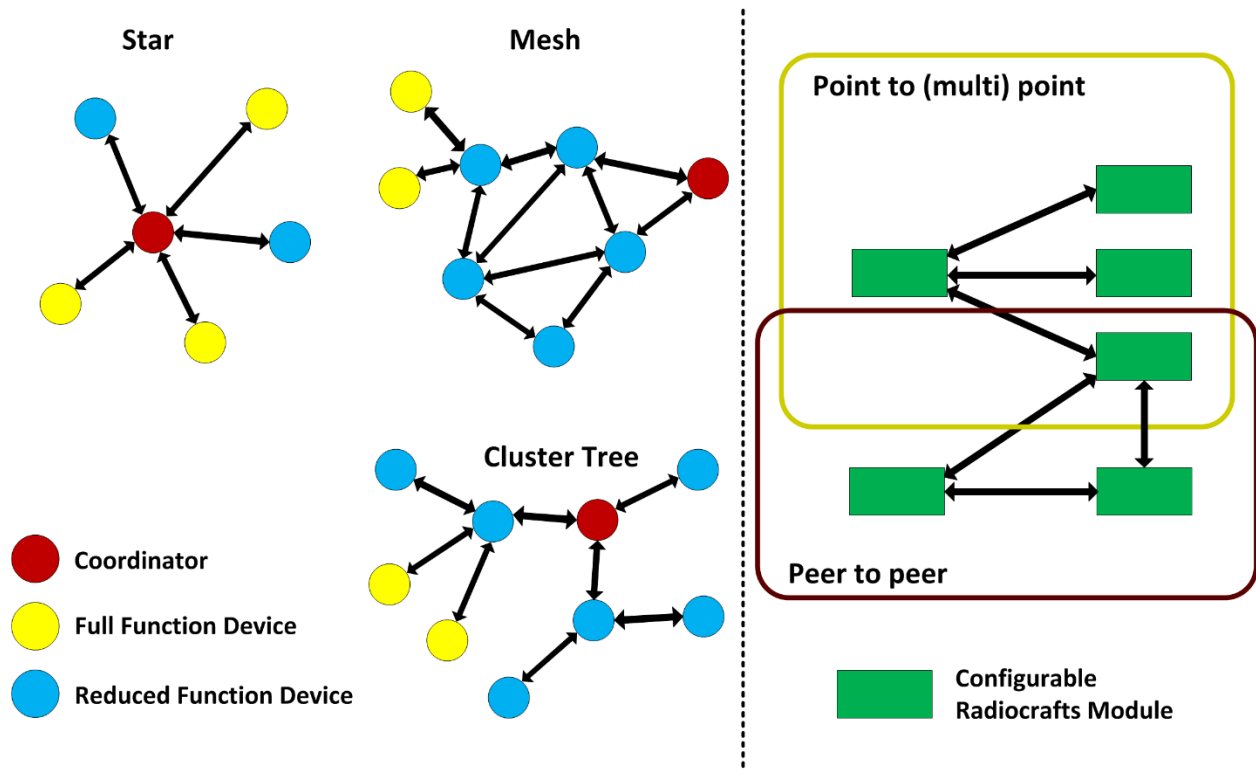 Star
Mesh
Point to (multi) point
Cluster Tree
Coordinator
Full Function Device
Reduced Function Device
Peer to peer
Configurable
Radiocrafts Module